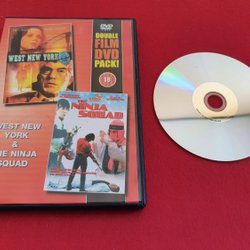 DVD
DOUBLE
FILM
DVD
PACK!
18
WEST NEW YORK
THE
NINJA
SQUAD
WEST NEW
YORK
&
THE NINJA
SQUAD